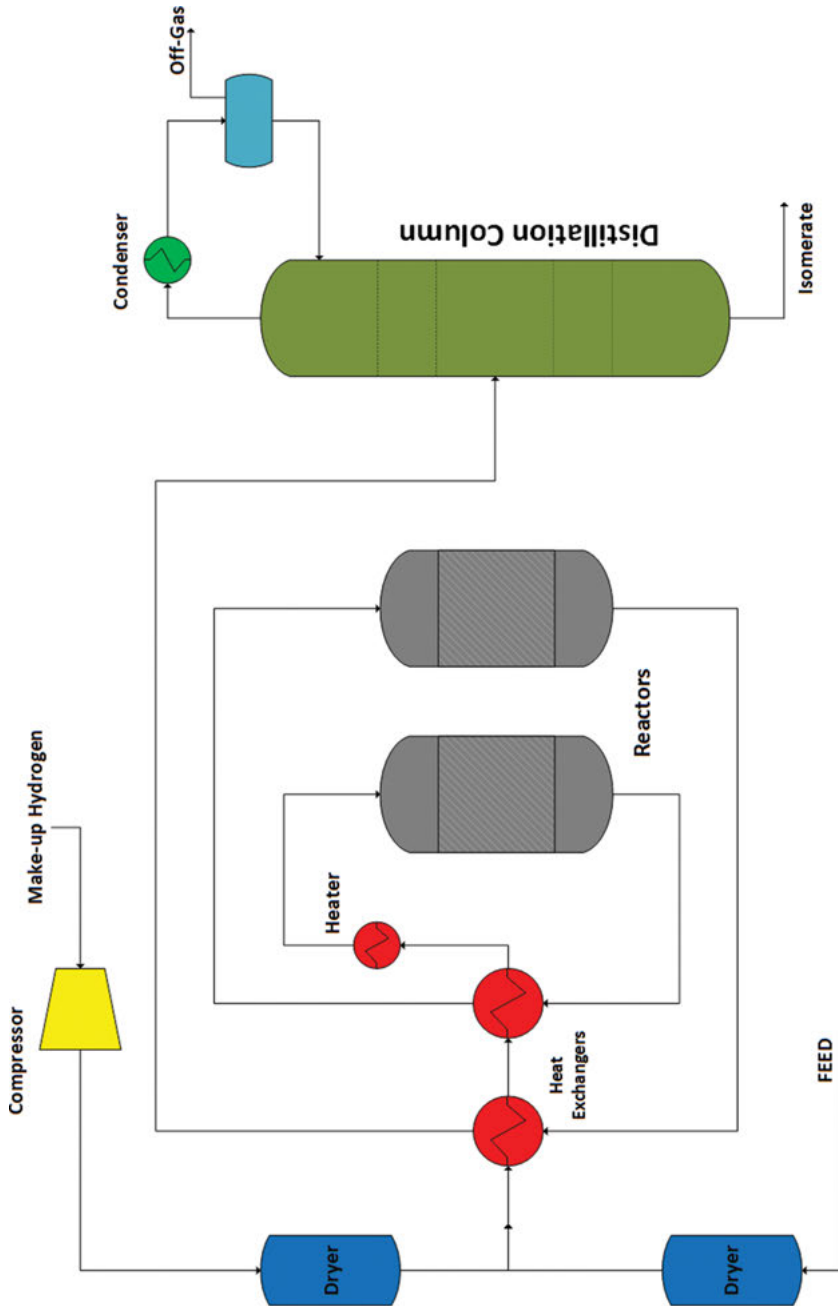 Compressor
Make-up Hydrogen
Dryer
Dryer
FEED
Heater
Heat
Exchangers
Reactors
Condenser
Off-Gas
Distillation Column
Isomerate